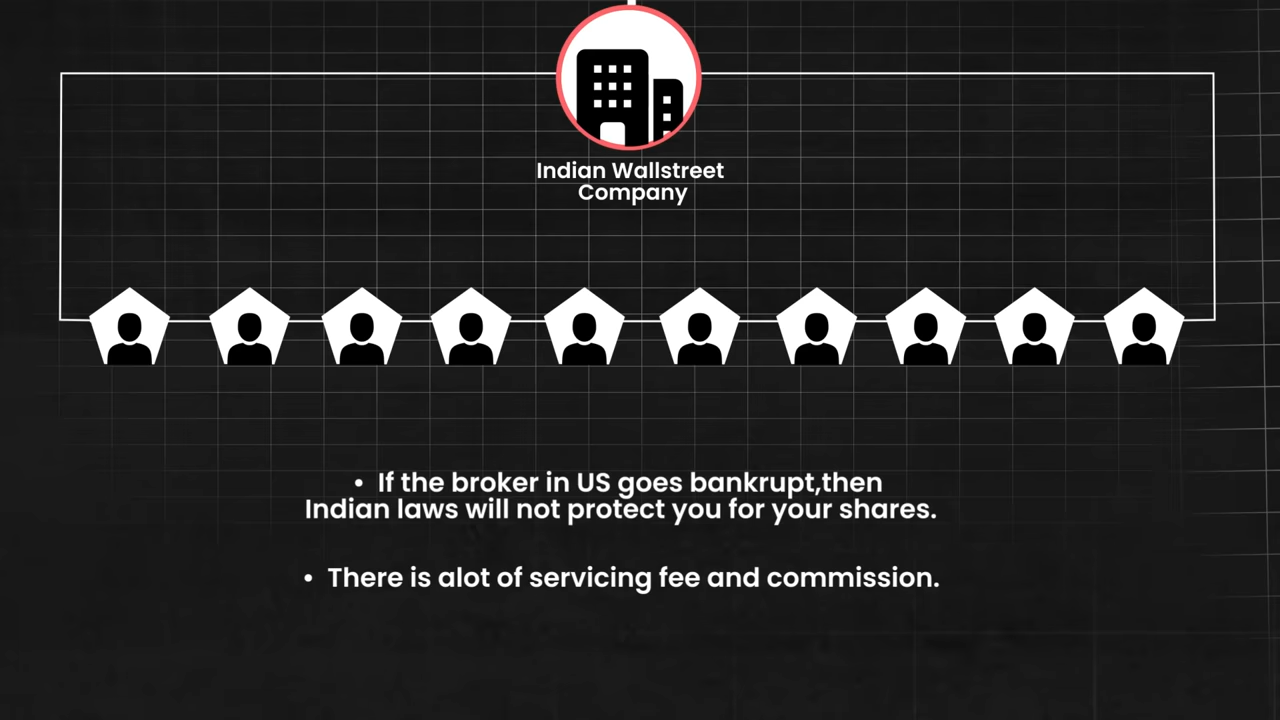 Indian Wallstreet
Company
• If the broker in US goes bankrupt,then
Indian laws will not protect you for your shares.
• There is alot of servicing fee and commission.